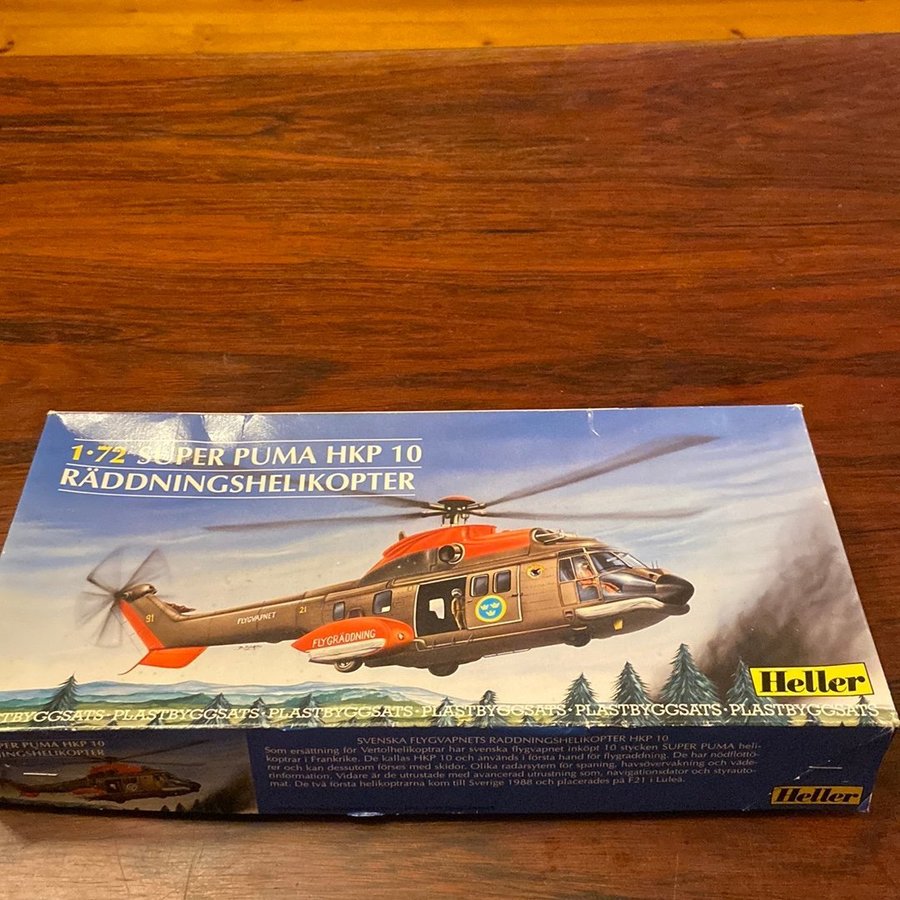 1·72 SUPER PUMA HKP 10
RÄDDNINGSHELIKOPTER
91
FLYGVAPNET
21
FLYGRÄDDNING
Heller
TBYGGSATS·PLASTBYGGSATS·PLASTBYGGSATS·PLASTBYGGSATS·PLASTBYGGSATS·PLASTBYGGSATS·
PER PUMA HKP 10
NINGSHELIKOPTER
SVENSKA FLYGVAPNETS RÄDDNINGSHELIKOPTER HKP 10
Som ersättning för Vertolhelikoptrar har svenska flygvapnet inköpt 10 stycken SUPER PUMA heli-
koptrar i Frankrike. De kallas HKP 10 och används i första hand för flygräddning. De har nödflotto-
rer och kan dessutom förses med skidor. Olika radarsytem för spaning, havsövervakning ochväde-
rinformation. Vidare är de utrustade med avancerad utrustning som, navigationsdator och styrauto-
mat. De två första helikoptrarna kom till Sverige 1988 och placerades på F21 i Luleå.
Heller